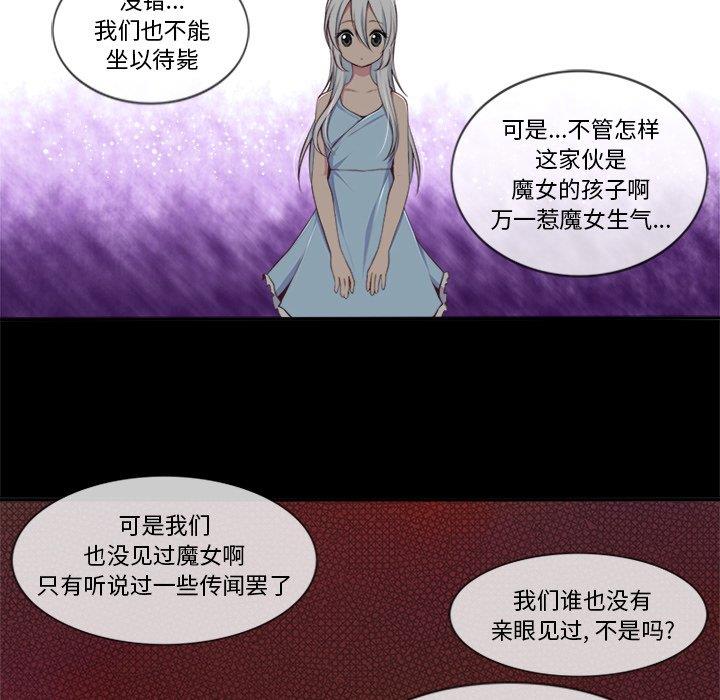 没错...
我们也不能
坐以待毙
可是...不管怎样
这家伙是
魔女的孩子啊
万一惹魔女生气...
可是我们
也没见过魔女啊
只有听说过一些传闻罢了
我们谁也没有
亲眼见过, 不是吗?